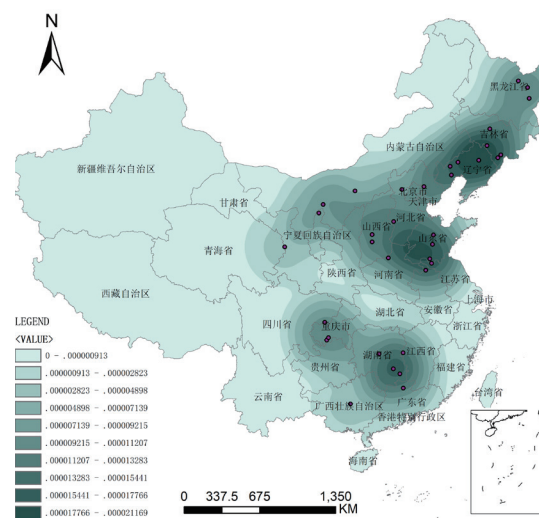 N
黑龙江省
吉林省
内蒙古自治区
辽宁省
新疆维吾尔自治区
北京市
天津市
甘肃省
河北省
山西省
宁夏回族自治区
山东省
青海省
陕西省
河南省
江苏省
西藏自治区
安徽省
上海市
湖北省
四川省
重庆市
浙江省
湖南省
江西省
贵州省
福建省
云南省
台湾省
广西壮族自治区
广东省
香港特别行政区
海南省
LEGEND
<VALUE>
0 - .000000913
.000000913 - .000002823
.000002823 - .000004898
.000004898 - .000007139
.000007139 - .000009215
.000009215 - .000011207
.000011207 - .000013283
.000013283 - .000015441
.000015441 - .000017766
.000017766 - .000021169
0 337.5 675 1,350
KM